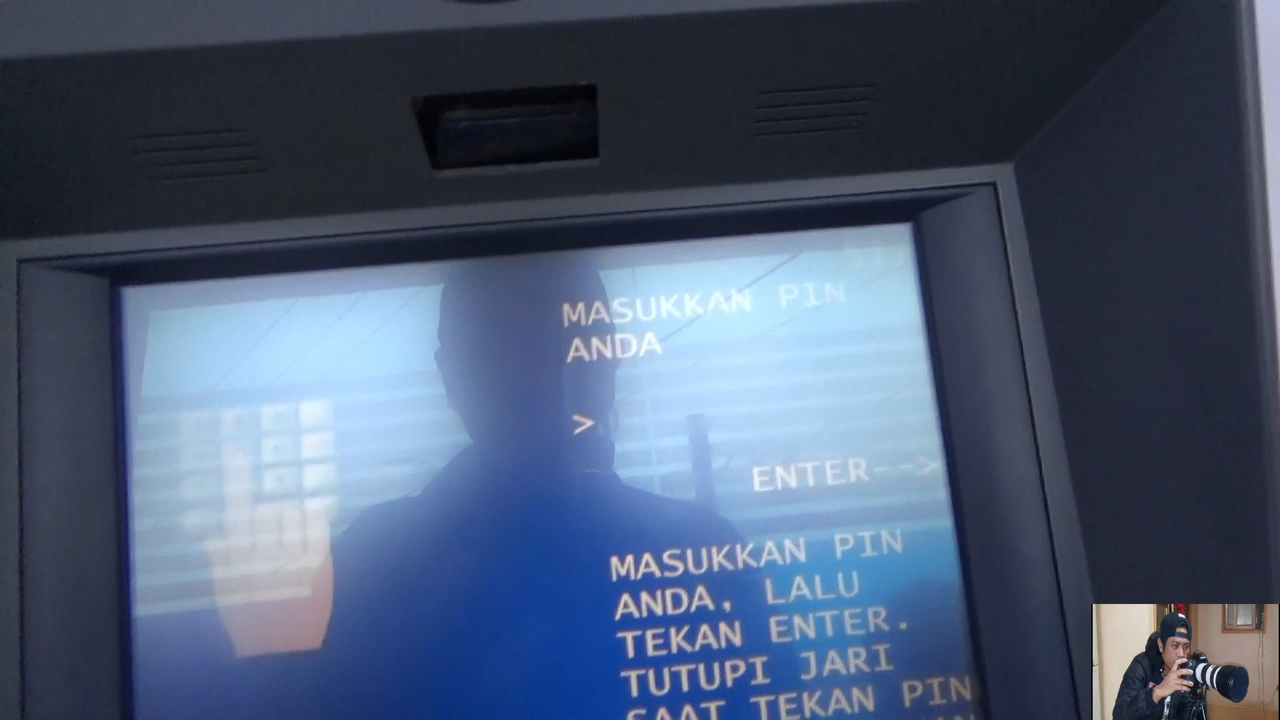 MASUKKAN PIN
ANDA
>
ENTER-->
MASUKKAN PIN
ANDA, LALU
TEKAN ENTER.
TUTUPI JARI
SAAT TEKAN PIN